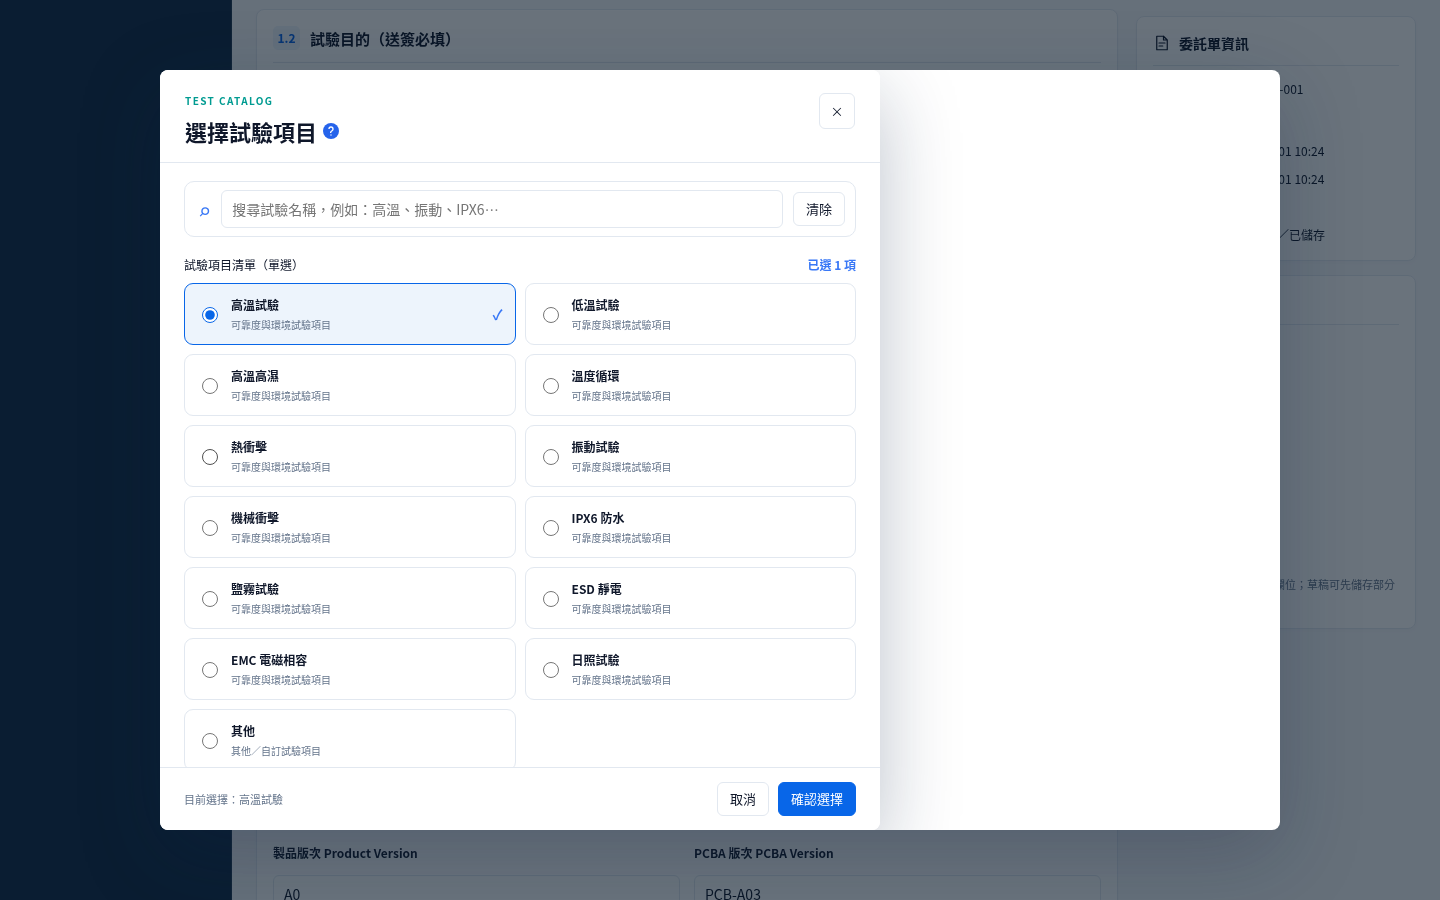 1.2 試驗目的（送簽必填）
委託單資訊
-001
01 10:24
01 10:24
／已儲存
TEST CATALOG
選擇試驗項目 ?
×
搜尋試驗名稱，例如：高溫、振動、IPX6…
清除
試驗項目清單（單選）
已選 1 項
高溫試驗
可靠度與環境試驗項目
✓
低溫試驗
可靠度與環境試驗項目
高溫高濕
可靠度與環境試驗項目
溫度循環
可靠度與環境試驗項目
熱衝擊
可靠度與環境試驗項目
振動試驗
可靠度與環境試驗項目
機械衝擊
可靠度與環境試驗項目
IPX6 防水
可靠度與環境試驗項目
鹽霧試驗
可靠度與環境試驗項目
ESD 靜電
可靠度與環境試驗項目
EMC 電磁相容
可靠度與環境試驗項目
日照試驗
可靠度與環境試驗項目
其他
其他／自訂試驗項目
位；草稿可先儲存部分
目前選擇：高溫試驗
取消
確認選擇
製品版次 Product Version
PCBA 版次 PCBA Version
A0
PCB-A03